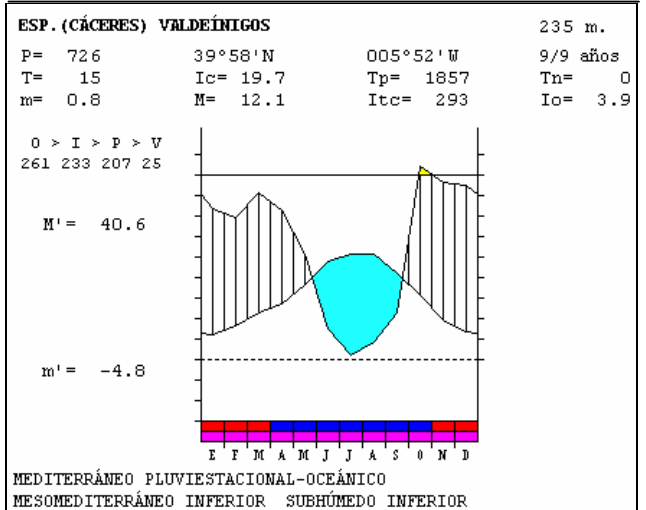 ESP.(CÁCERES) VALDEÍNIGOS 235 m.
P= 726 39°58'N 005°52'W 9/9 años
T= 15 Ic= 19.7 Tp= 1857 Tn= 0
m= 0.8 M= 12.1 Itc= 293 Io= 3.9
O > I > P > V
261 233 207 25
M'= 40.6
m'= -4.8
E F M A M J J A S O N D
MEDITERRÁNEO PLUVIESTACIONAL-OCEÁNICO
MESOMEDITERRÁNEO INFERIOR SUBHÚMEDO INFERIOR